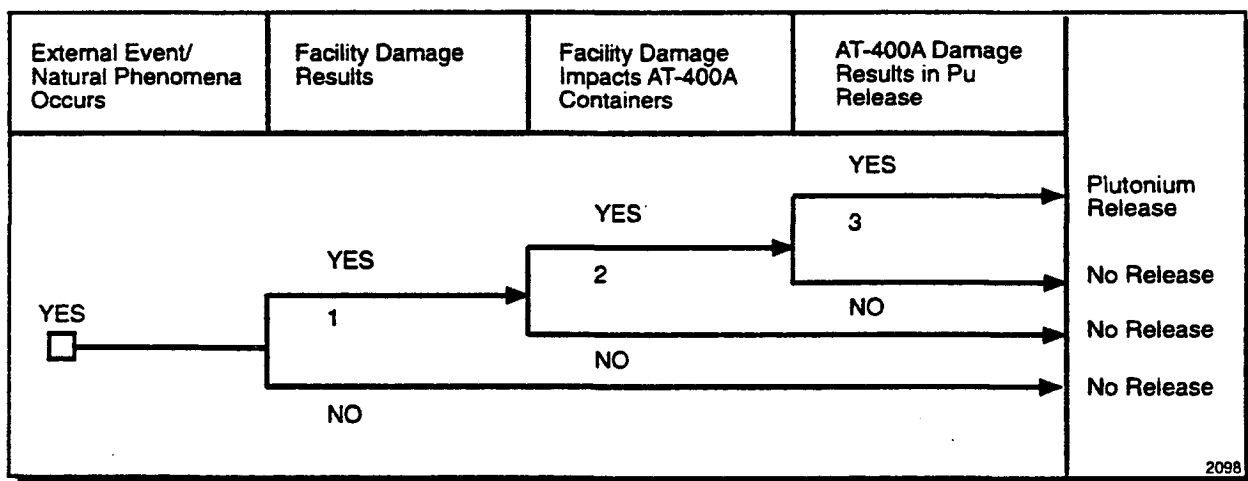 External Event/
Natural Phenomena
Occurs
Facility Damage
Results
Facility Damage
Impacts AT-400A
Containers
AT-400A Damage
Results in Pu
Release
YES
YES
1
NO
YES
2
NO
YES
3
NO
Plutonium
Release
No Release
No Release
No Release
2098